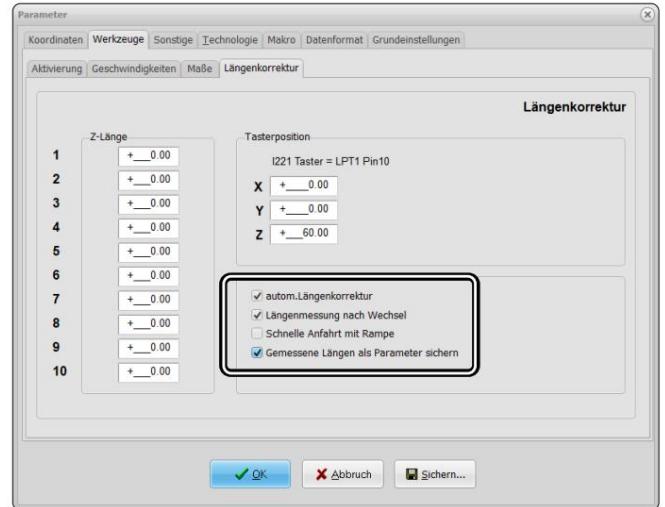 Parameter
Koordinaten Werkzeuge Sonstige Technologie Makro Datenformat Grundeinstellungen
Aktivierung Geschwindigkeiten Maße Längenkorrektur
Längenkorrektur
Z-Länge
1 +___0.00
2 +___0.00
3 +___0.00
4 +___0.00
5 +___0.00
6 +___0.00
7 +___0.00
8 +___0.00
9 +___0.00
10 +___0.00
Tasterposition
I221 Taster = LPT1 Pin10
X +____0.00
Y +____0.00
Z +___60.00
autom.Längenkorrektur
Längenmessung nach Wechsel
Schnelle Anfahrt mit Rampe
Gemessene Längen als Parameter sichern
OK Abbruch Sichern...